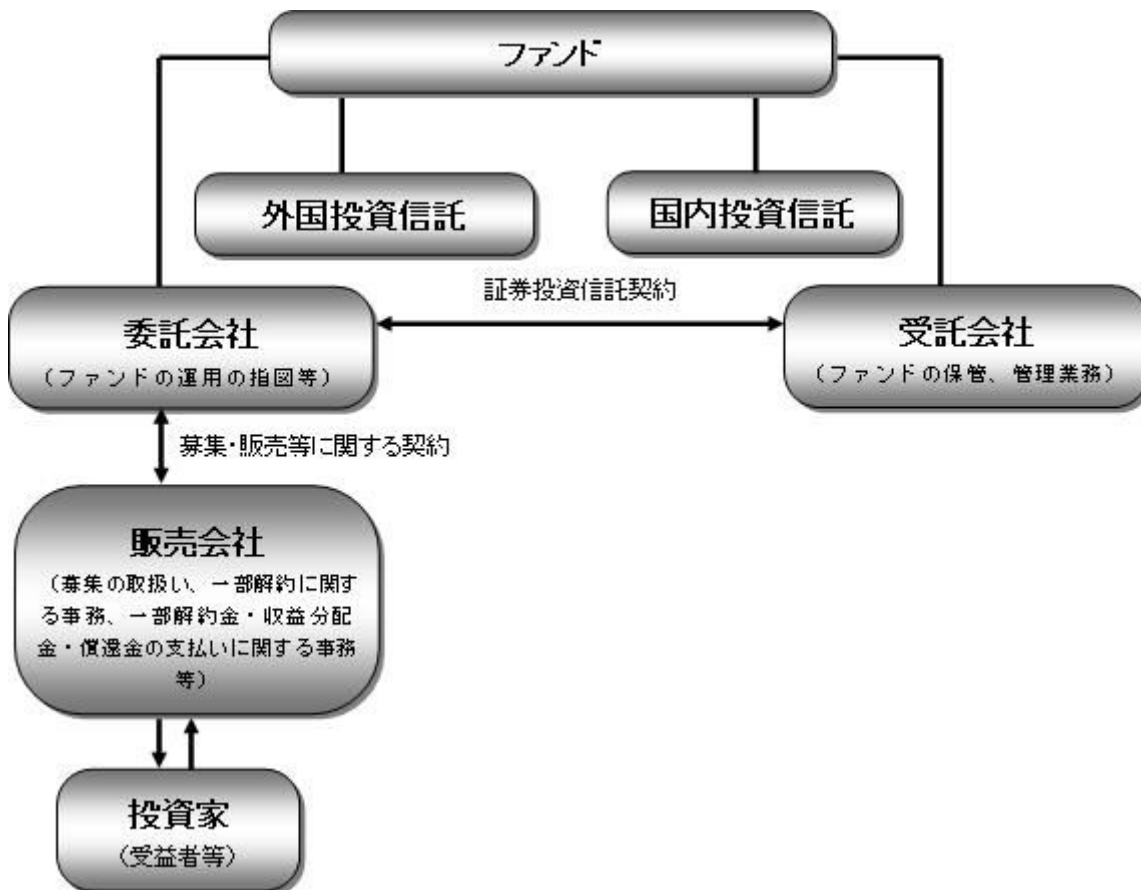 ファンド
外国投資信託
国内投資信託
証券投資信託契約
委託会社
(ファンドの運用の指図等)
受託会社
(ファンドの保管、管理業務)
募集・販売等に関する契約
販売会社
(募集の取扱い、一部解約に関す
る事務、一部解約金・収益分配
金・償還金の支払いに関する事務
等)
投資家
(受益者等)